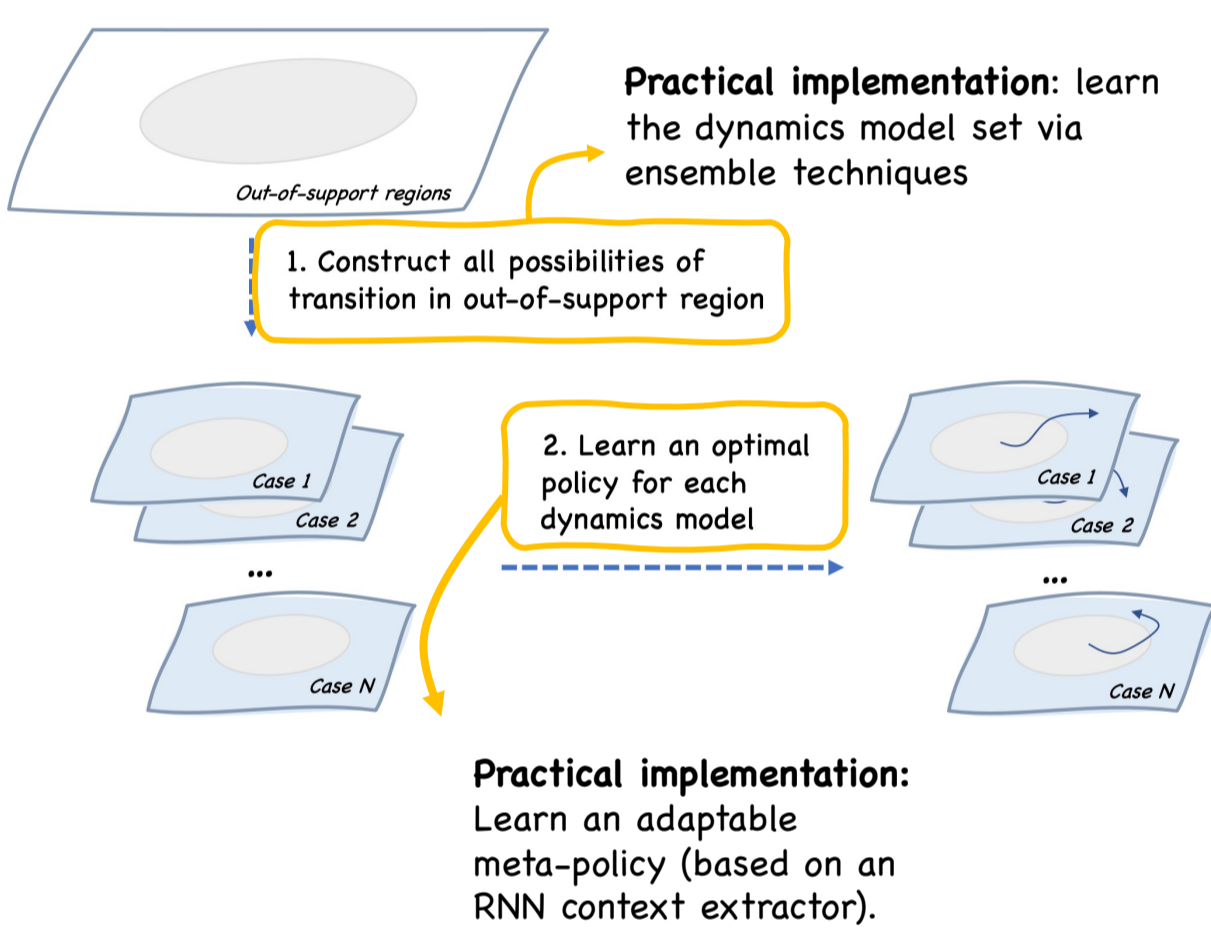 Practical implementation: learn
the dynamics model set via
ensemble techniques
Out-of-support regions
1. Construct all possibilities of
transition in out-of-support region
Case 1
Case 2
...
Case N
2. Learn an optimal
policy for each
dynamics model
Case 1
Case 2
...
Case N
Practical implementation:
Learn an adaptable
meta-policy (based on an
RNN context extractor).